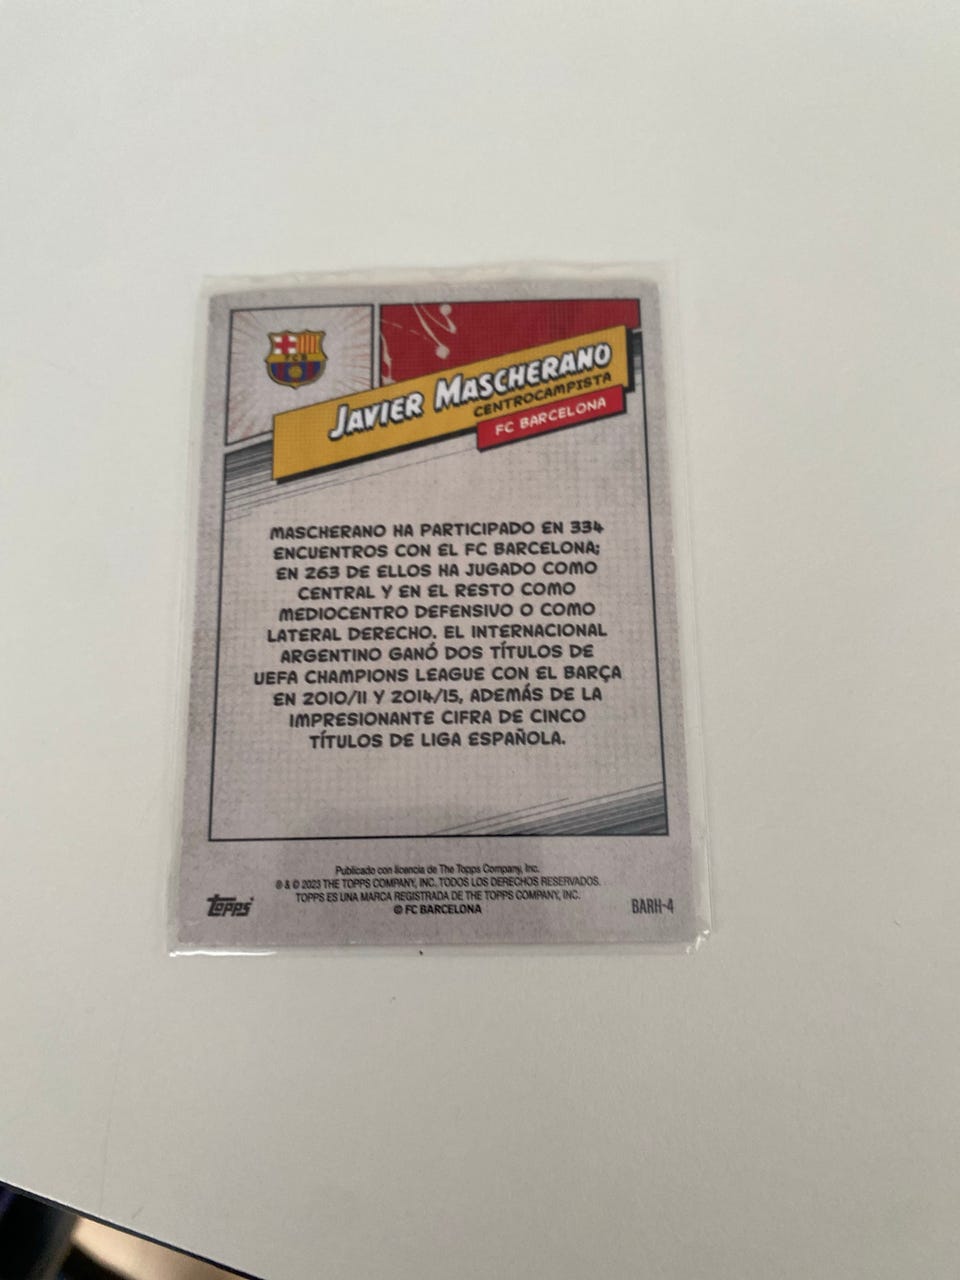 FCB
JAVIER MASCHERANO
CENTROCAMPISTA
FC BARCELONA
MASCHERANO HA PARTICIPADO EN 334
ENCUENTROS CON EL FC BARCELONA;
EN 263 DE ELLOS HA JUGADO COMO
CENTRAL Y EN EL RESTO COMO
MEDIOCENTRO DEFENSIVO O COMO
LATERAL DERECHO. EL INTERNACIONAL
ARGENTINO GANÓ DOS TÍTULOS DE
UEFA CHAMPIONS LEAGUE CON EL BARÇA
EN 2010/11 Y 2014/15, ADEMÁS DE LA
IMPRESIONANTE CIFRA DE CINCO
TÍTULOS DE LIGA ESPAÑOLA.
Publicado con licencia de The Topps Company, Inc.
® & © 2023 THE TOPPS COMPANY, INC. TODOS LOS DERECHOS RESERVADOS.
TOPPS ES UNA MARCA REGISTRADA DE THE TOPPS COMPANY, INC.
© FC BARCELONA
Topps
BARH-4